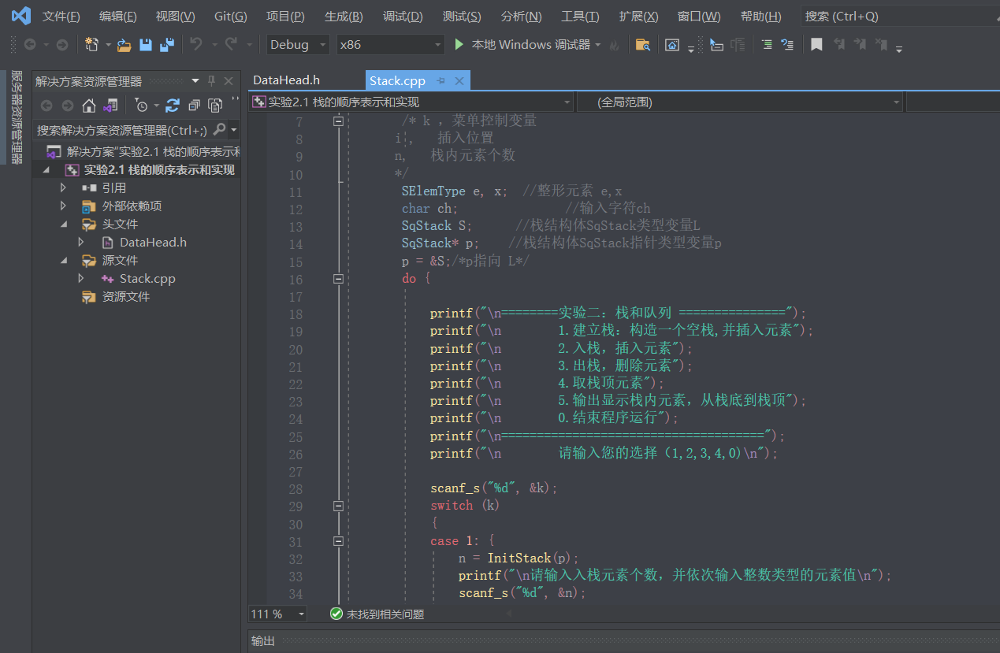 文件(F) 编辑(E) 视图(V) Git(G) 项目(P) 生成(B) 调试(D) 测试(S) 分析(N) 工具(T) 扩展(X) 窗口(W) 帮助(H) 搜索 (Ctrl+Q)
Debug x86 本地 Windows 调试器
服务器资源管理器
解决方案资源管理器
搜索解决方案资源管理器(Ctrl+;)
解决方案"实验2.1 栈的顺序表示和
实验2.1 栈的顺序表示和实现
引用
外部依赖项
头文件
DataHead.h
源文件
Stack.cpp
资源文件
DataHead.h Stack.cpp
实验2.1 栈的顺序表示和实现 (全局范围)
7 /* k ，菜单控制变量
8 i, 插入位置
9 n, 栈内元素个数
10 */
11 SElemType e, x; //整形元素 e,x
12 char ch; //输入字符ch
13 SqStack S; //栈结构体SqStack类型变量L
14 SqStack* p; //栈结构体SqStack指针类型变量p
15 p = &S;/*p指向 L*/
16 do {
17
18 printf("\n========实验二：栈和队列 ===============");
19 printf("\n 1.建立栈：构造一个空栈,并插入元素");
20 printf("\n 2.入栈，插入元素");
21 printf("\n 3.出栈，删除元素");
22 printf("\n 4.取栈顶元素");
23 printf("\n 5.输出显示栈内元素，从栈底到栈顶");
24 printf("\n 0.结束程序运行");
25 printf("\n=====================================");
26 printf("\n 请输入您的选择（1,2,3,4,0)\n");
27
28 scanf_s("%d", &k);
29 switch (k)
30 {
31 case 1: {
32 n = InitStack(p);
33 printf("\n请输入入栈元素个数，并依次输入整数类型的元素值\n");
34 scanf_s("%d", &n);
111 % 未找到相关问题
输出